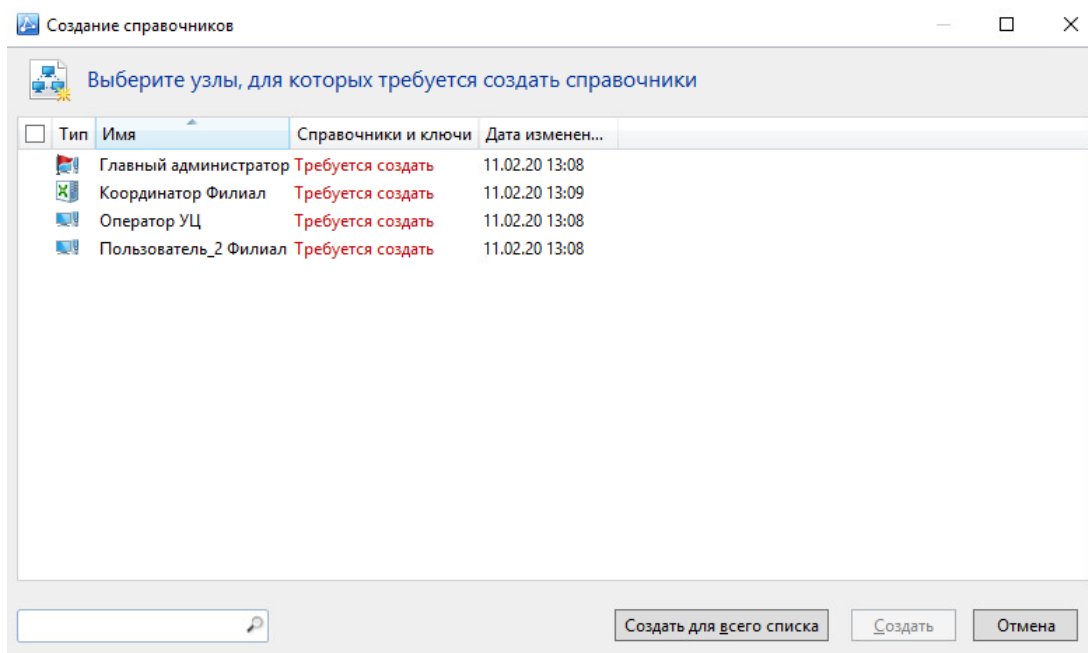 Создание справочников
Выберите узлы, для которых требуется создать справочники
Тип Имя Справочники и ключи Дата изменен...
Главный администратор Требуется создать 11.02.20 13:08
Координатор Филиал Требуется создать 11.02.20 13:09
Оператор УЦ Требуется создать 11.02.20 13:08
Пользователь_2 Филиал Требуется создать 11.02.20 13:08
Создать для всего списка Создать Отмена